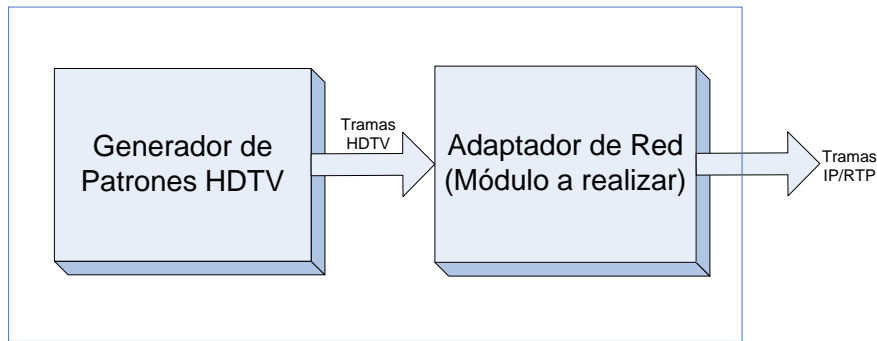 Generador de
Patrones HDTV
Tramas
HDTV
Adaptador de Red
(Módulo a realizar)
Tramas
IP/RTP